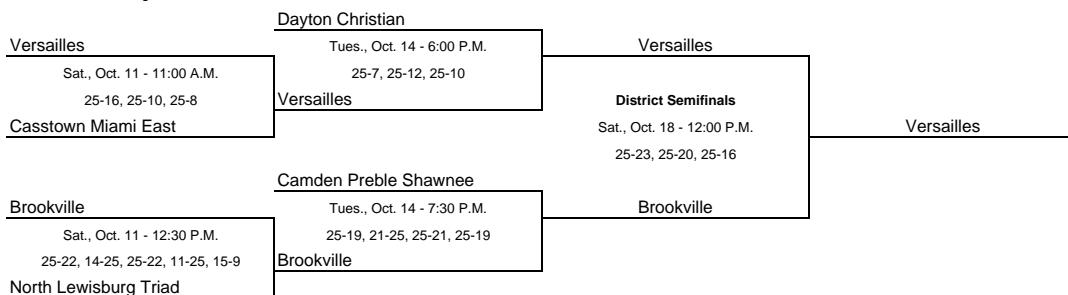 Dayton Christian
Versailles
Tues., Oct. 14 - 6:00 P.M.
Versailles
Sat., Oct. 11 - 11:00 A.M.
25-7, 25-12, 25-10
25-16, 25-10, 25-8
Versailles
District Semifinals
Casstown Miami East
Sat., Oct. 18 - 12:00 P.M.
Versailles
25-23, 25-20, 25-16
Camden Preble Shawnee
Brookville
Tues., Oct. 14 - 7:30 P.M.
Brookville
Sat., Oct. 11 - 12:30 P.M.
25-19, 21-25, 25-21, 25-19
25-22, 14-25, 25-22, 11-25, 15-9
Brookville
North Lewisburg Triad